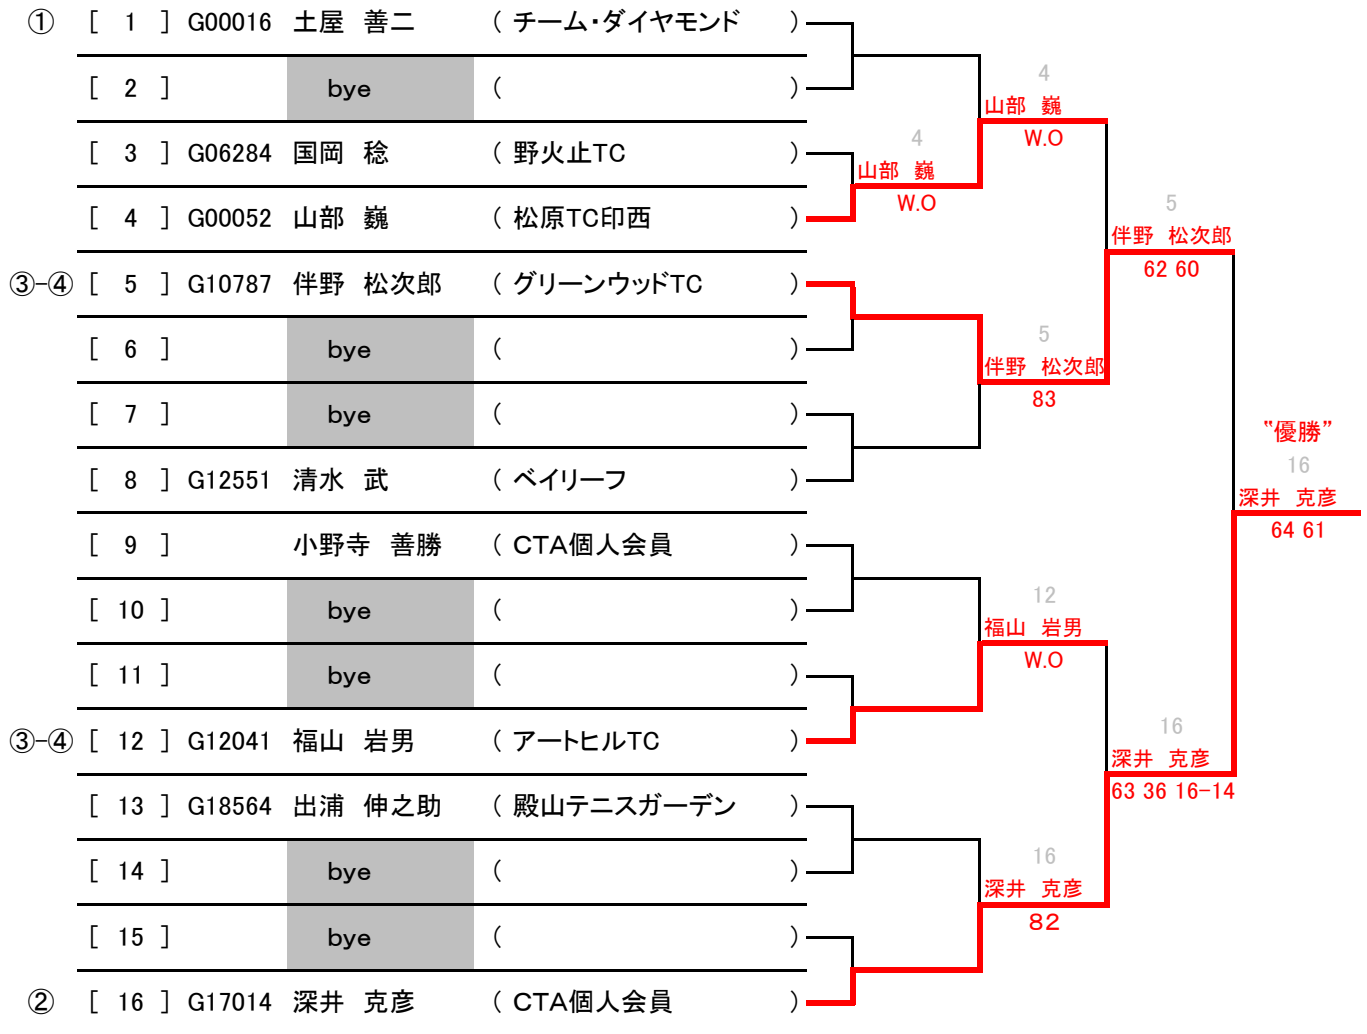 ① [ 1 ] G00016 土屋 善二 ( チーム・ダイヤモンド )
[ 2 ] bye ( )
[ 3 ] G06284 国岡 稔 ( 野火止TC )
[ 4 ] G00052 山部 巍 ( 松原TC印西 )
③-④ [ 5 ] G10787 伴野 松次郎 ( グリーンウッドTC )
[ 6 ] bye ( )
[ 7 ] bye ( )
[ 8 ] G12551 清水 武 ( ベイリーフ )
[ 9 ] 小野寺 善勝 ( CTA個人会員 )
[ 10 ] bye ( )
[ 11 ] bye ( )
③-④ [ 12 ] G12041 福山 岩男 ( アートヒルTC )
[ 13 ] G18564 出浦 伸之助 ( 殿山テニスガーデン )
[ 14 ] bye ( )
[ 15 ] bye ( )
② [ 16 ] G17014 深井 克彦 ( CTA個人会員 )
4
山部 巍
W.O
4
山部 巍
W.O
5
伴野 松次郎
83
12
福山 岩男
W.O
16
深井 克彦
82
5
伴野 松次郎
62 60
16
深井 克彦
63 36 16-14
"優勝"
16
深井 克彦
64 61